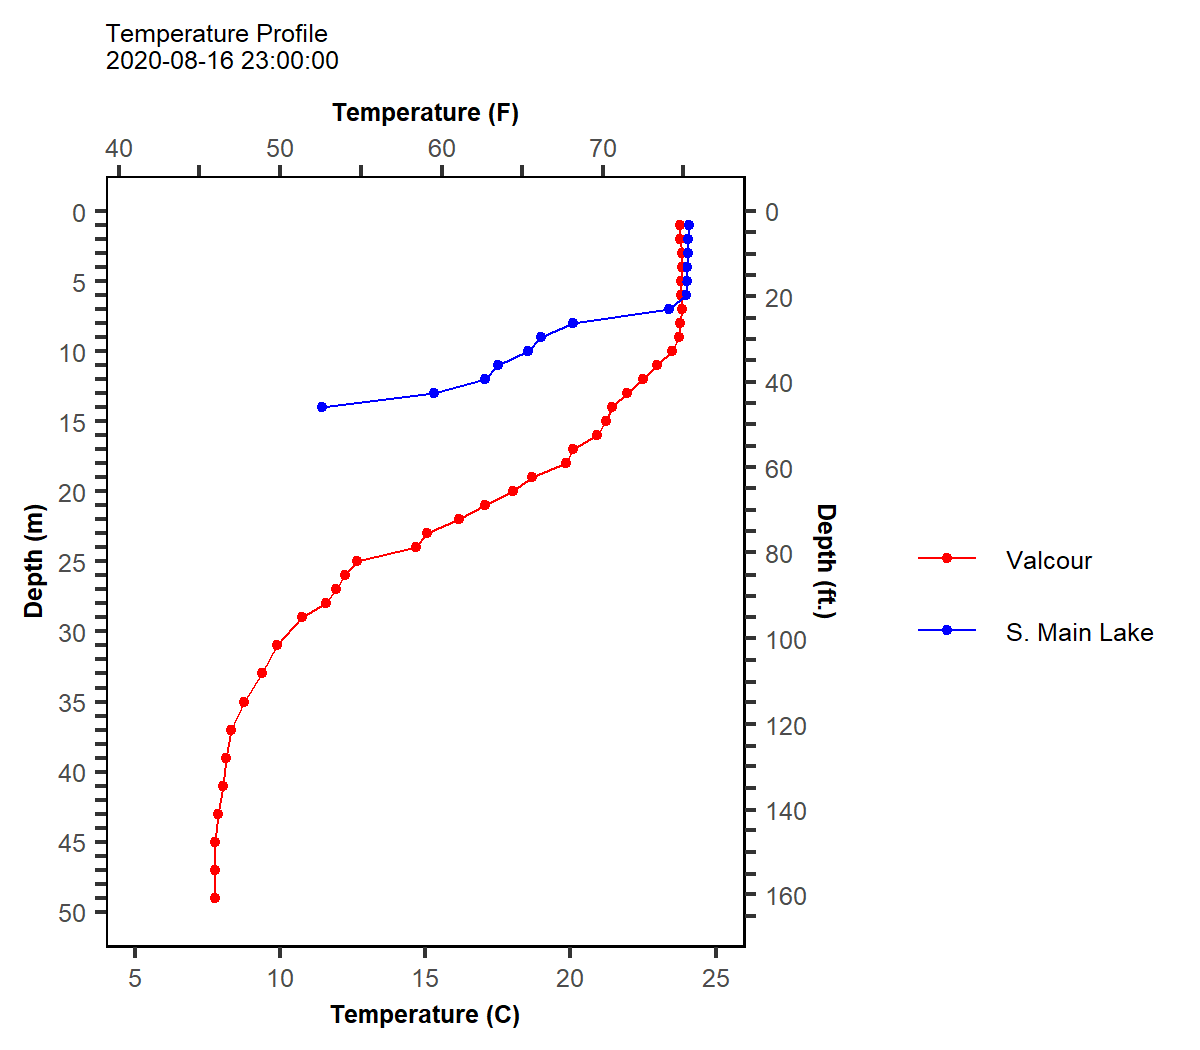 Temperature Profile
2020-08-16 23:00:00
Temperature (F)
40 50 60 70
0
5
10
15
20
25
30
35
40
45
50
Depth (m)
0
20
40
60
80
100
120
140
160
Depth (ft.)
Valcour
S. Main Lake
5 10 15 20 25
Temperature (C)